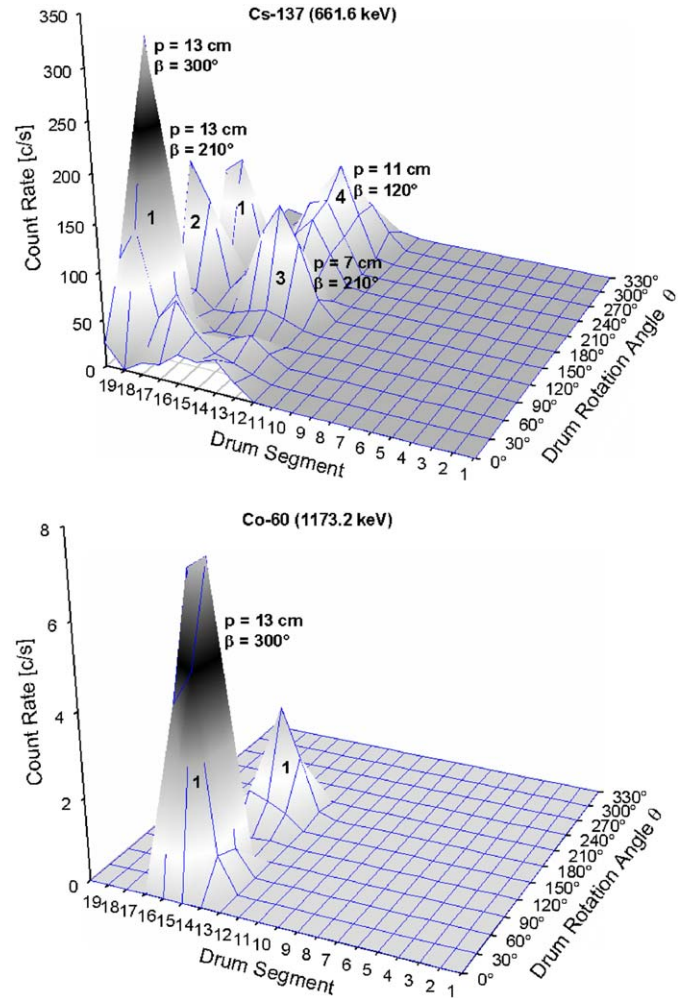 Cs-137 (661.6 keV)
350
300
250
200
150
100
50
0
Count Rate [c/s]
p = 13 cm
β = 300°
p = 13 cm
β = 210°
p = 11 cm
β = 120°
p = 7 cm
β = 210°
1
2
1
3
4
19 18 17 16 15 14 13 12 11 10 9 8 7 6 5 4 3 2 1
Drum Segment
330°
300°
270°
240°
210°
180°
150°
120°
90°
60°
30°
0°
Drum Rotation Angle θ
Co-60 (1173.2 keV)
8
6
4
2
0
Count Rate [c/s]
p = 13 cm
β = 300°
1
1
19 18 17 16 15 14 13 12 11 10 9 8 7 6 5 4 3 2 1
Drum Segment
330°
300°
270°
240°
210°
180°
150°
120°
90°
60°
30°
0°
Drum Rotation Angle θ